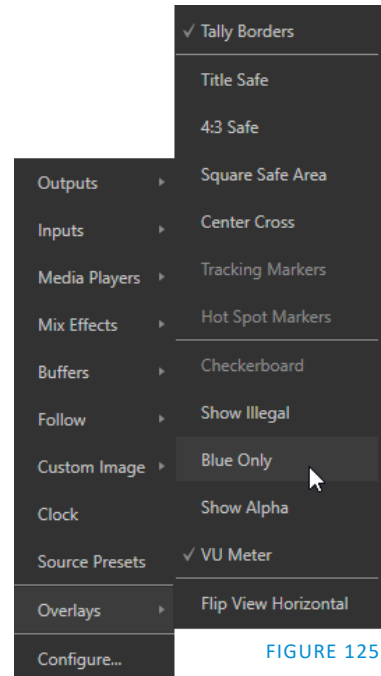 Outputs
Inputs
Media Players
Mix Effects
Buffers
Follow
Custom Image
Clock
Source Presets
Overlays
Configure...
✓ Tally Borders
Title Safe
4:3 Safe
Square Safe Area
Center Cross
Tracking Markers
Hot Spot Markers
Checkerboard
Show Illegal
Blue Only
Show Alpha
✓ VU Meter
Flip View Horizontal
FIGURE 125